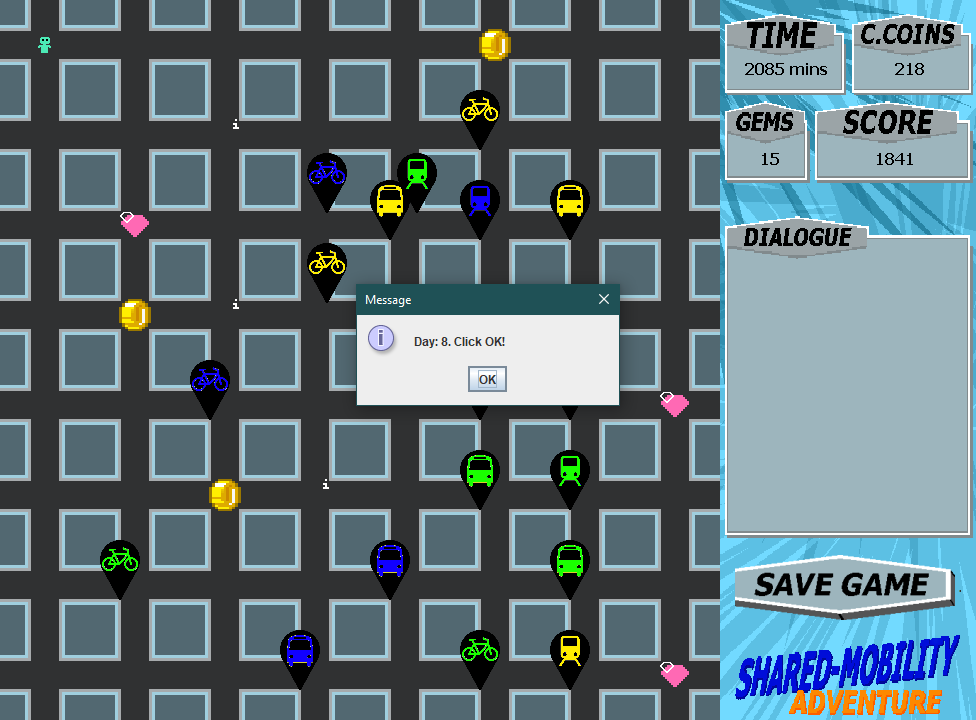 TIME
2085 mins
C.COINS
218
GEMS
15
SCORE
1841
i
i
i
DIALOGUE
Message
i
Day: 8. Click OK!
OK
SAVE GAME
SHARED-MOBILITY
ADVENTURE